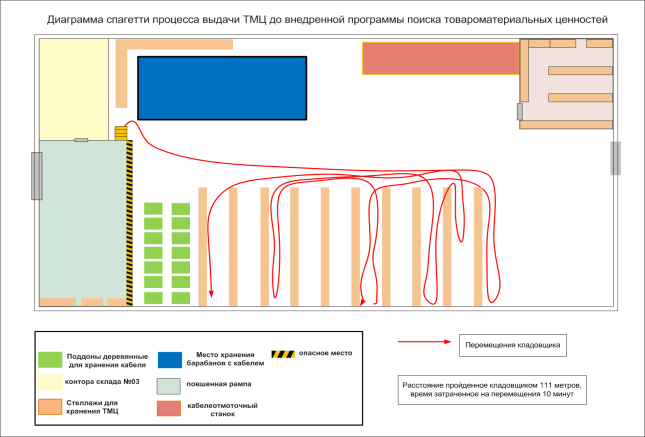 Диаграмма спагетти процесса выдачи ТМЦ до внедренной программы поиска товароматериальных ценностей
Поддоны деревянные
для хранения кабеля
Место хранения
барабанов с кабелем
опасное место
контора склада №03
повшенная рампа
Стеллажи для
хранения ТМЦ
кабелеотмоточный
станок
Перемещения кладовщика
Расстояние пройденное кладовщиком 111 метров,
время затраченное на перемещения 10 минут